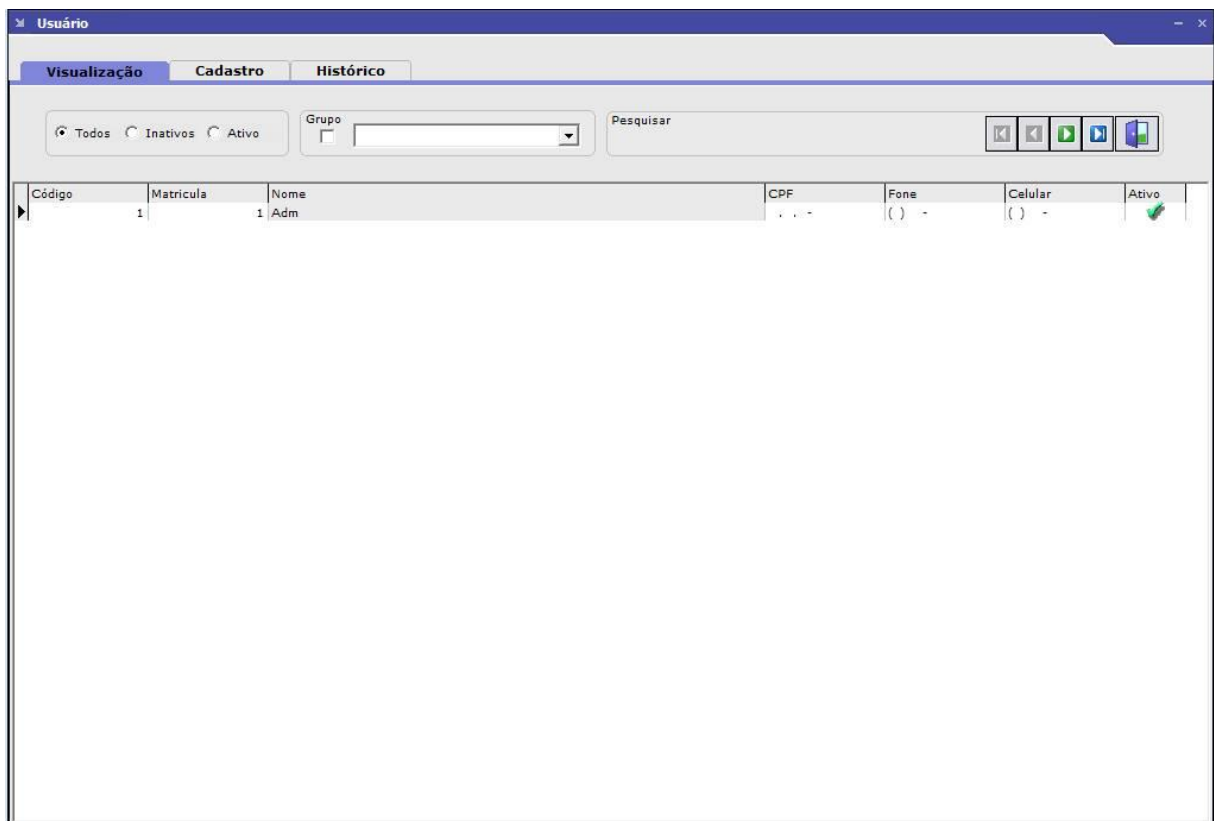 Usuário
Visualização Cadastro Histórico
Todos Inativos Ativo
Grupo
Pesquisar
Código Matricula Nome CPF Fone Celular Ativo
1 1 Adm . . - ( ) - ( ) -